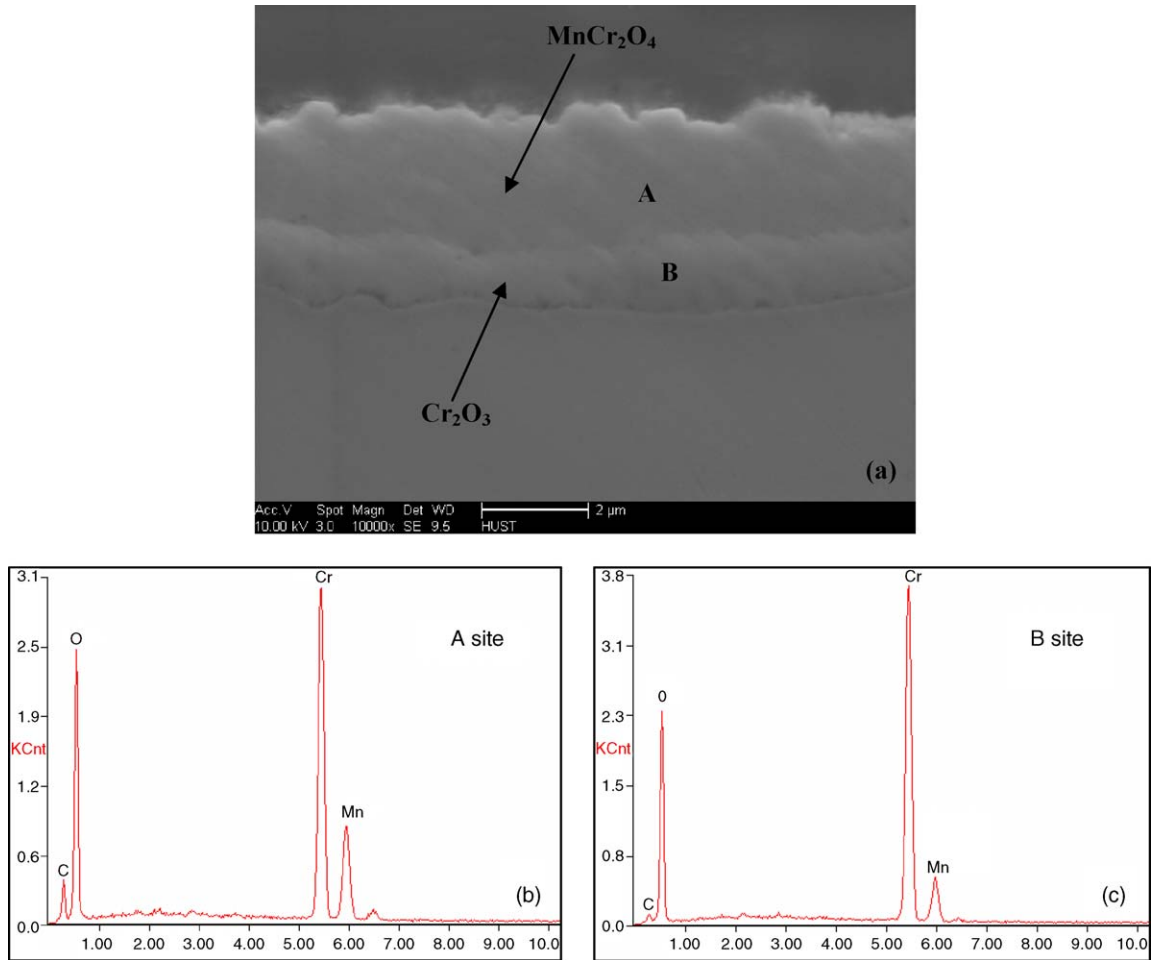 MnCr₂O₄
A
B
Cr₂O₃
(a)
Acc.V Spot Magn Det WD 2 µm
10.00 kV 3.0 10000x SE 9.5 HUST
3.1
Cr
A site
O
2.5
1.9
KCnt
1.2
Mn
0.6
C
(b)
0.0
1.00 2.00 3.00 4.00 5.00 6.00 7.00 8.00 9.00 10.0
3.8
Cr
B site
3.1
0
2.3
KCnt
1.5
0.8
Mn
C
(c)
0.0
1.00 2.00 3.00 4.00 5.00 6.00 7.00 8.00 9.00 10.0